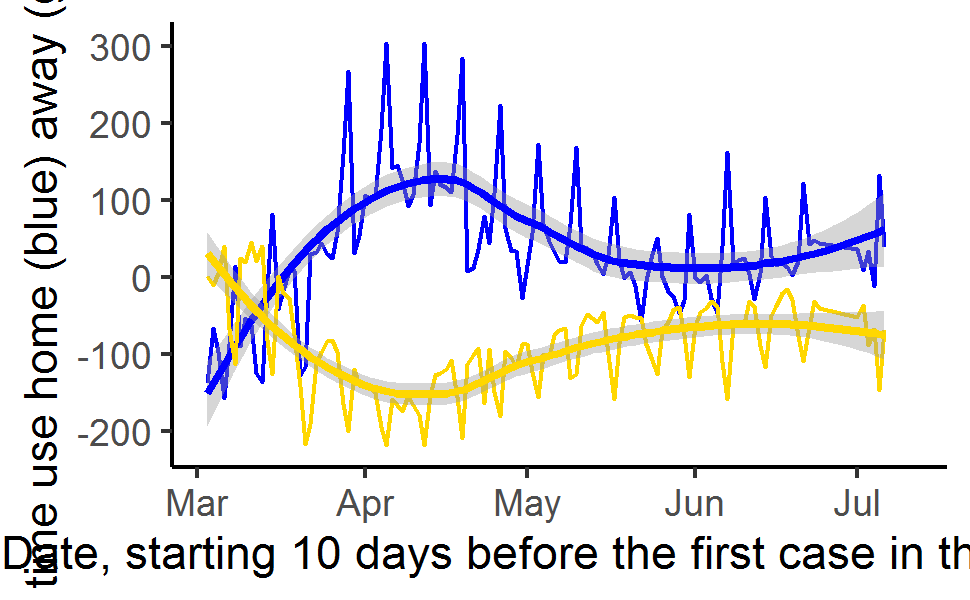 time use home (blue) away (
300
200
100
0
-100
-200
Mar Apr May Jun Jul
Date, starting 10 days before the first case in th